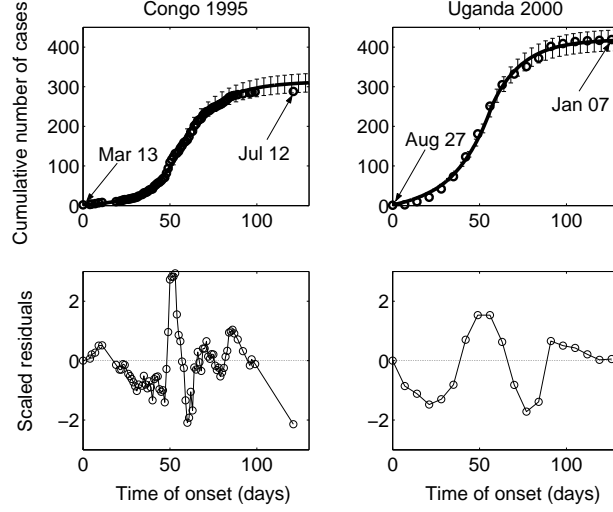 Congo 1995
Uganda 2000
Cumulative number of cases
400
300
200
100
0
Mar 13
Jul 12
0 50 100
400
300
200
100
0
Aug 27
Jan 07
0 50 100
Scaled residuals
2
0
−2
0 50 100
Time of onset (days)
2
0
−2
0 50 100
Time of onset (days)